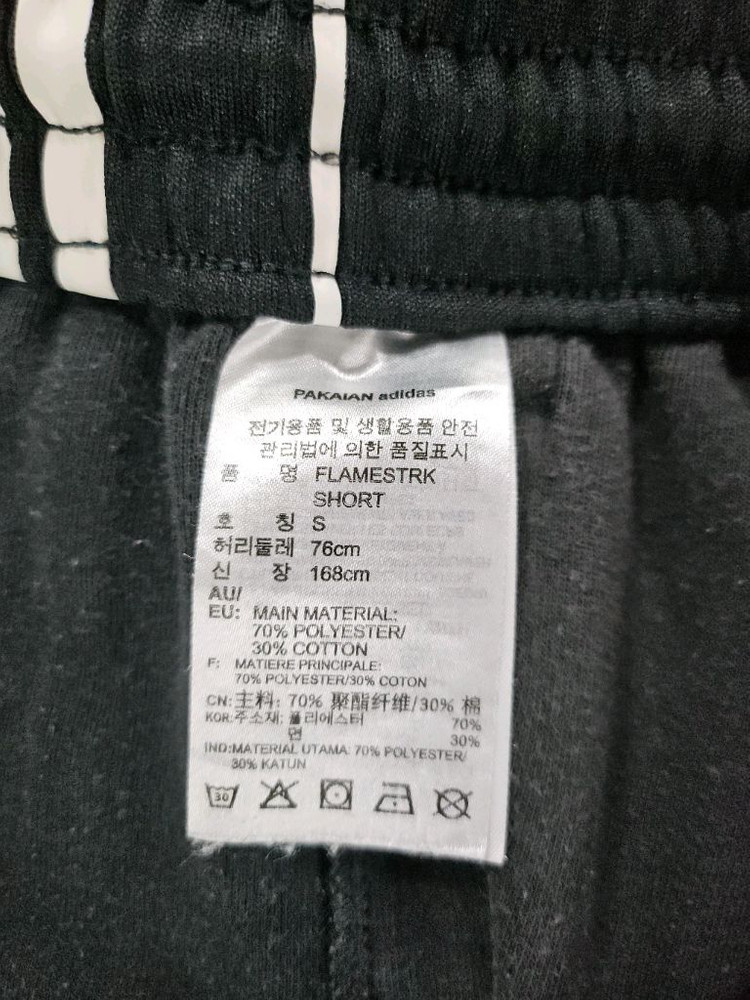 PAKAIAN adidas
전기용품 및 생활용품 안전
관리법에 의한 품질표시
품 명 FLAMESTRK
SHORT
호 칭 S
허리둘레 76cm
신 장 168cm
AU/
EU: MAIN MATERIAL:
70% POLYESTER/
30% COTTON
F: MATIERE PRINCIPALE:
70% POLYESTER/30% COTON
CN:主料: 70% 聚酯纤维/30% 棉
KOR:주소재: 폴리에스터 70%
면 30%
IND:MATERIAL UTAMA: 70% POLYESTER/
30% KATUN
30